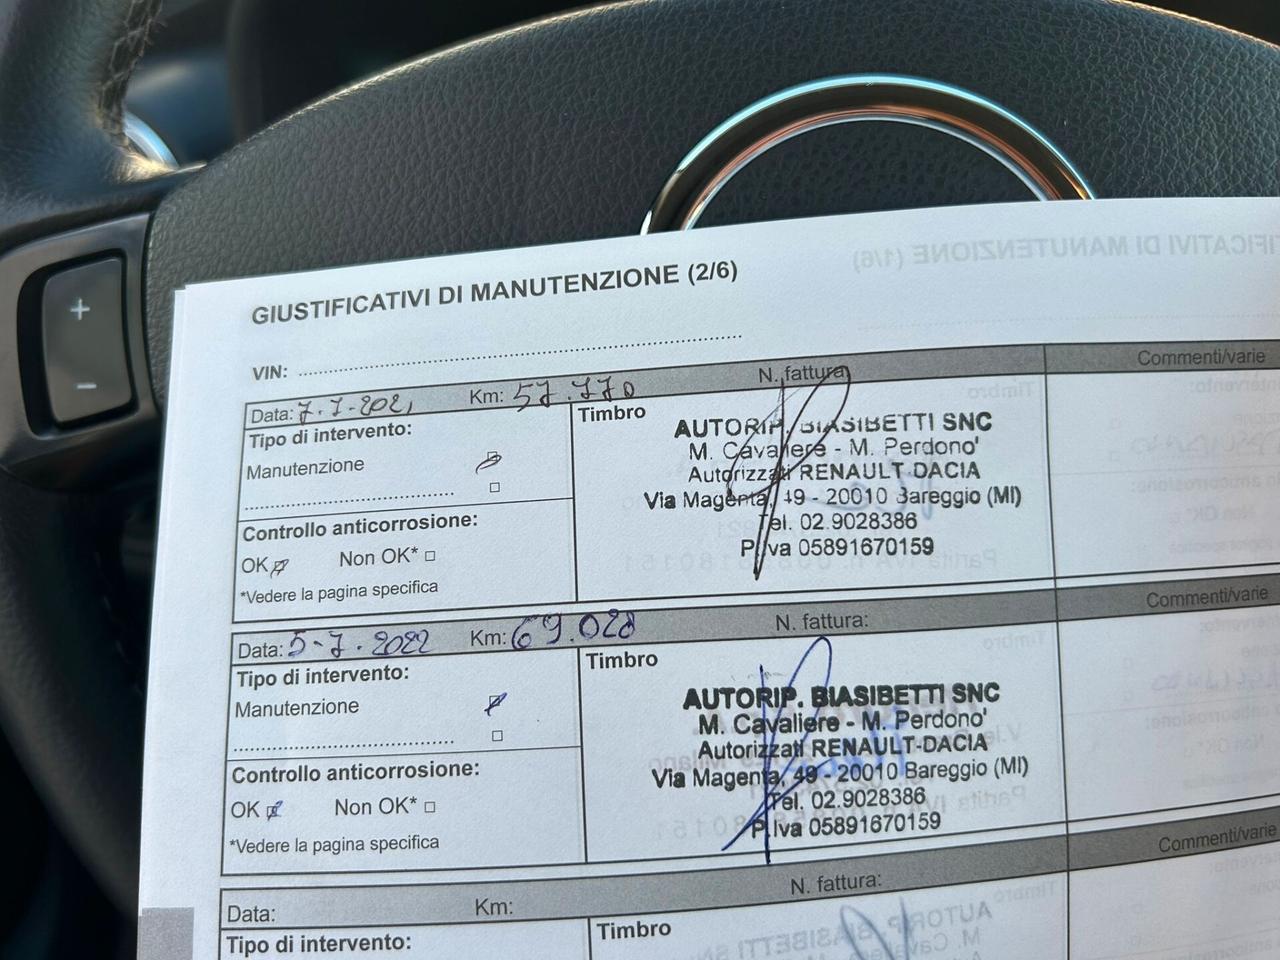 +
−
GIUSTIFICATIVI DI MANUTENZIONE (2/6)
VIN:
Commenti/varie
Data: 7-7-2021 Km: 57.770 N. fattura:
Tipo di intervento:
Manutenzione
Controllo anticorrosione:
OK Non OK*
*Vedere la pagina specifica
Timbro
AUTORIP. BIASIBETTI SNC
M. Cavaliere - M. Perdono'
Autorizzati RENAULT-DACIA
Via Magenta, 49 - 20010 Bareggio (MI)
Tel. 02.9028386
P.Iva 05891670159
Data: 5-7-2022 Km: 69.028 N. fattura: Commenti/varie
Tipo di intervento:
Manutenzione
Controllo anticorrosione:
OK Non OK*
*Vedere la pagina specifica
Timbro
AUTORIP. BIASIBETTI SNC
M. Cavaliere - M. Perdono'
Autorizzati RENAULT-DACIA
Via Magenta, 49 - 20010 Bareggio (MI)
Tel. 02.9028386
P.Iva 05891670159
Data: Km: N. fattura: Commenti/varie
Tipo di intervento:
Timbro